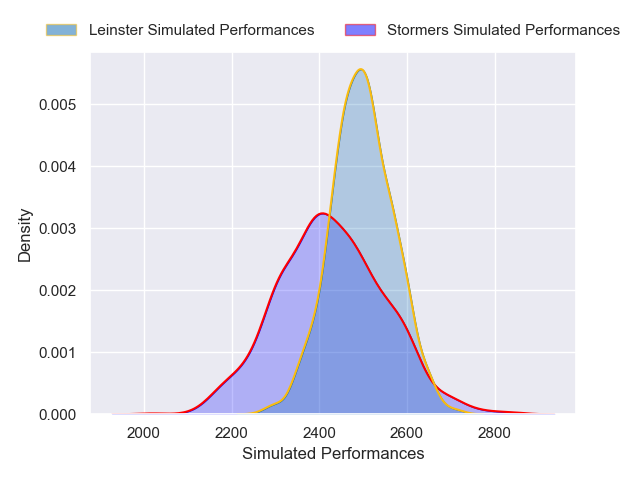 Leinster Simulated Performances
Stormers Simulated Performances
0.005
0.004
0.003
0.002
0.001
0.000
Density
2000
2200
2400
2600
2800
Simulated Performances